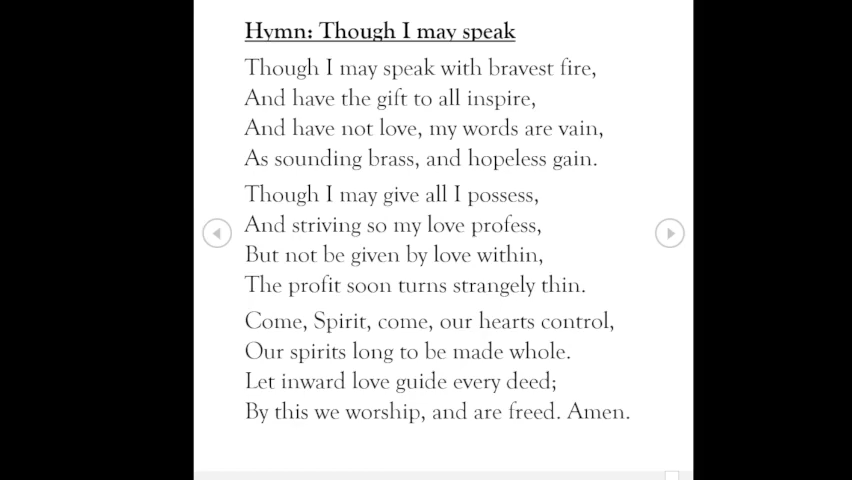 Hymn: Though I may speak
Though I may speak with bravest fire,
And have the gift to all inspire,
And have not love, my words are vain,
As sounding brass, and hopeless gain.
Though I may give all I possess,
And striving so my love profess,
But not be given by love within,
The profit soon turns strangely thin.
Come, Spirit, come, our hearts control,
Our spirits long to be made whole.
Let inward love guide every deed;
By this we worship, and are freed. Amen.